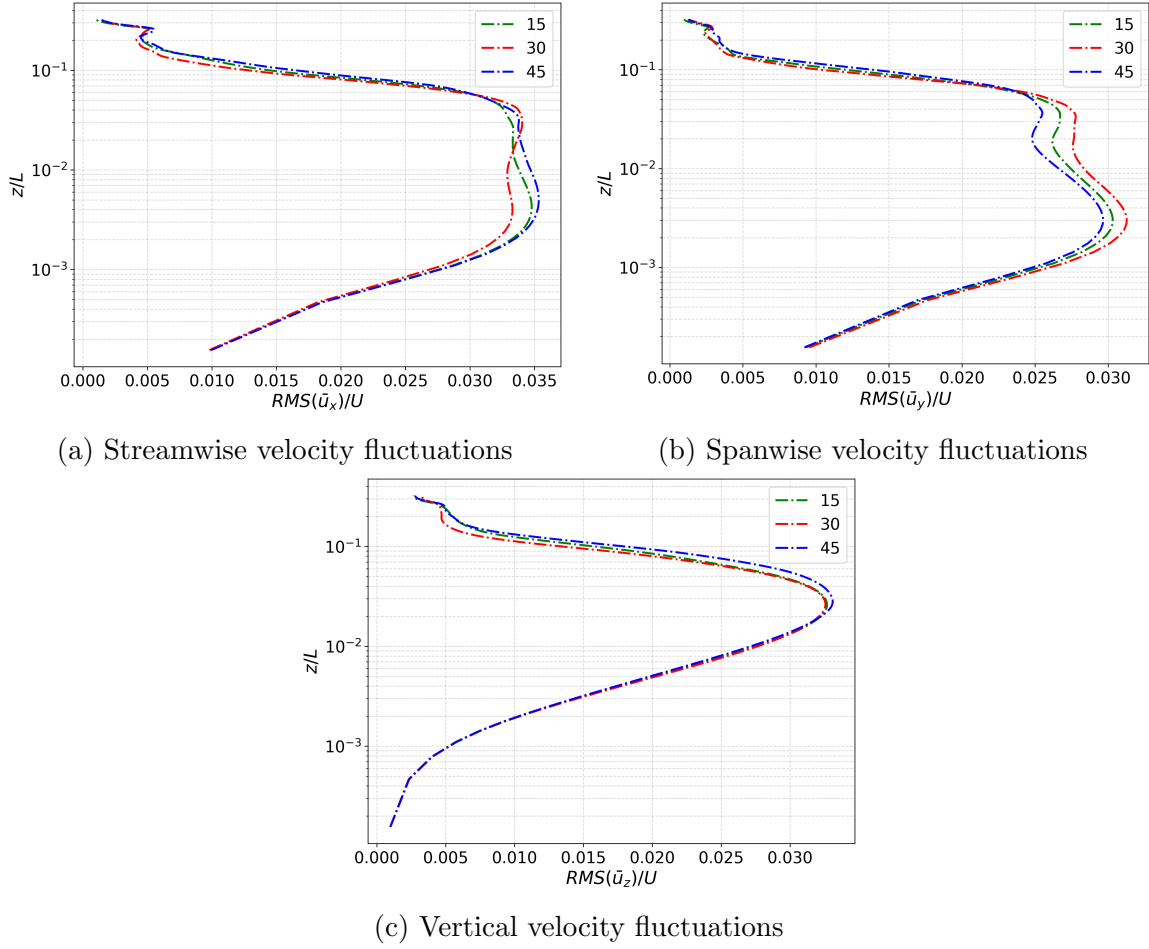 15
30
45
10⁻¹
10⁻²
10⁻³
z/L
0.000 0.005 0.010 0.015 0.020 0.025 0.030 0.035
RMS(ūₓ)/U
(a) Streamwise velocity fluctuations
15
30
45
10⁻¹
10⁻²
10⁻³
z/L
0.000 0.005 0.010 0.015 0.020 0.025 0.030
RMS(ū_y)/U
(b) Spanwise velocity fluctuations
15
30
45
10⁻¹
10⁻²
10⁻³
z/L
0.000 0.005 0.010 0.015 0.020 0.025 0.030
RMS(ū_z)/U
(c) Vertical velocity fluctuations